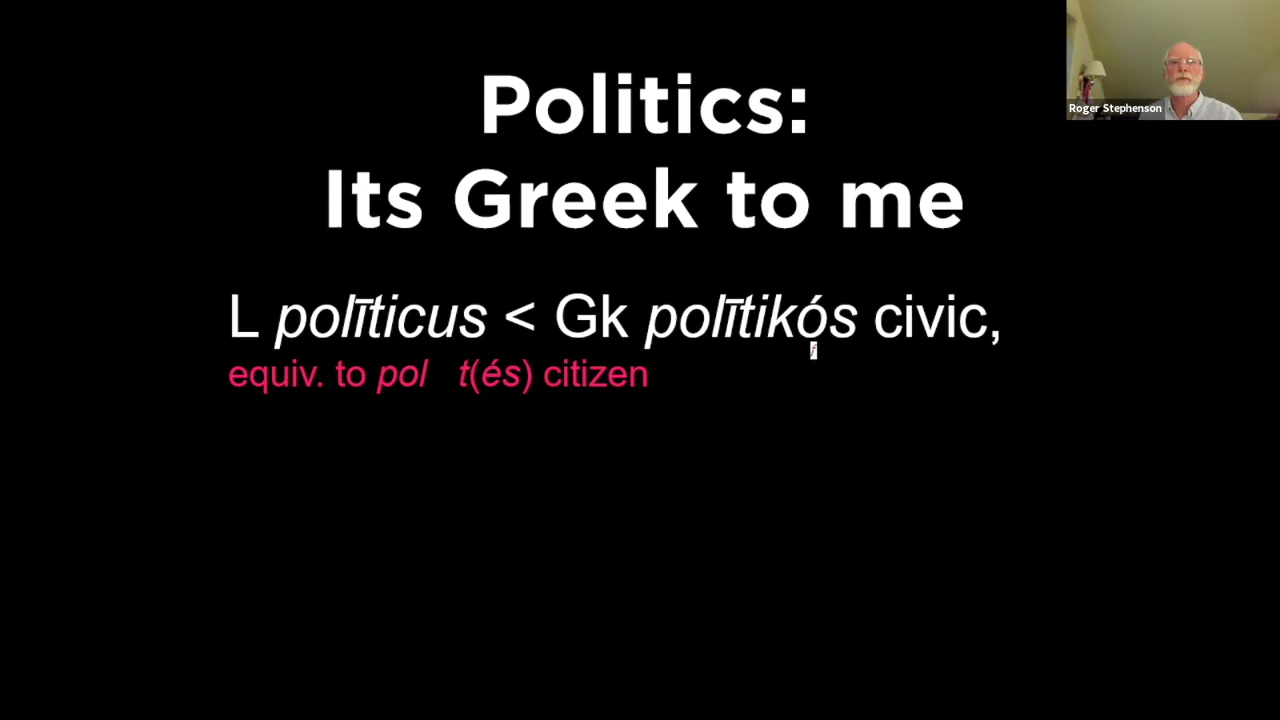 Politics:
Its Greek to me
L polīticus < Gk polītikós civic,
equiv. to pol t(és) citizen
Roger Stephenson